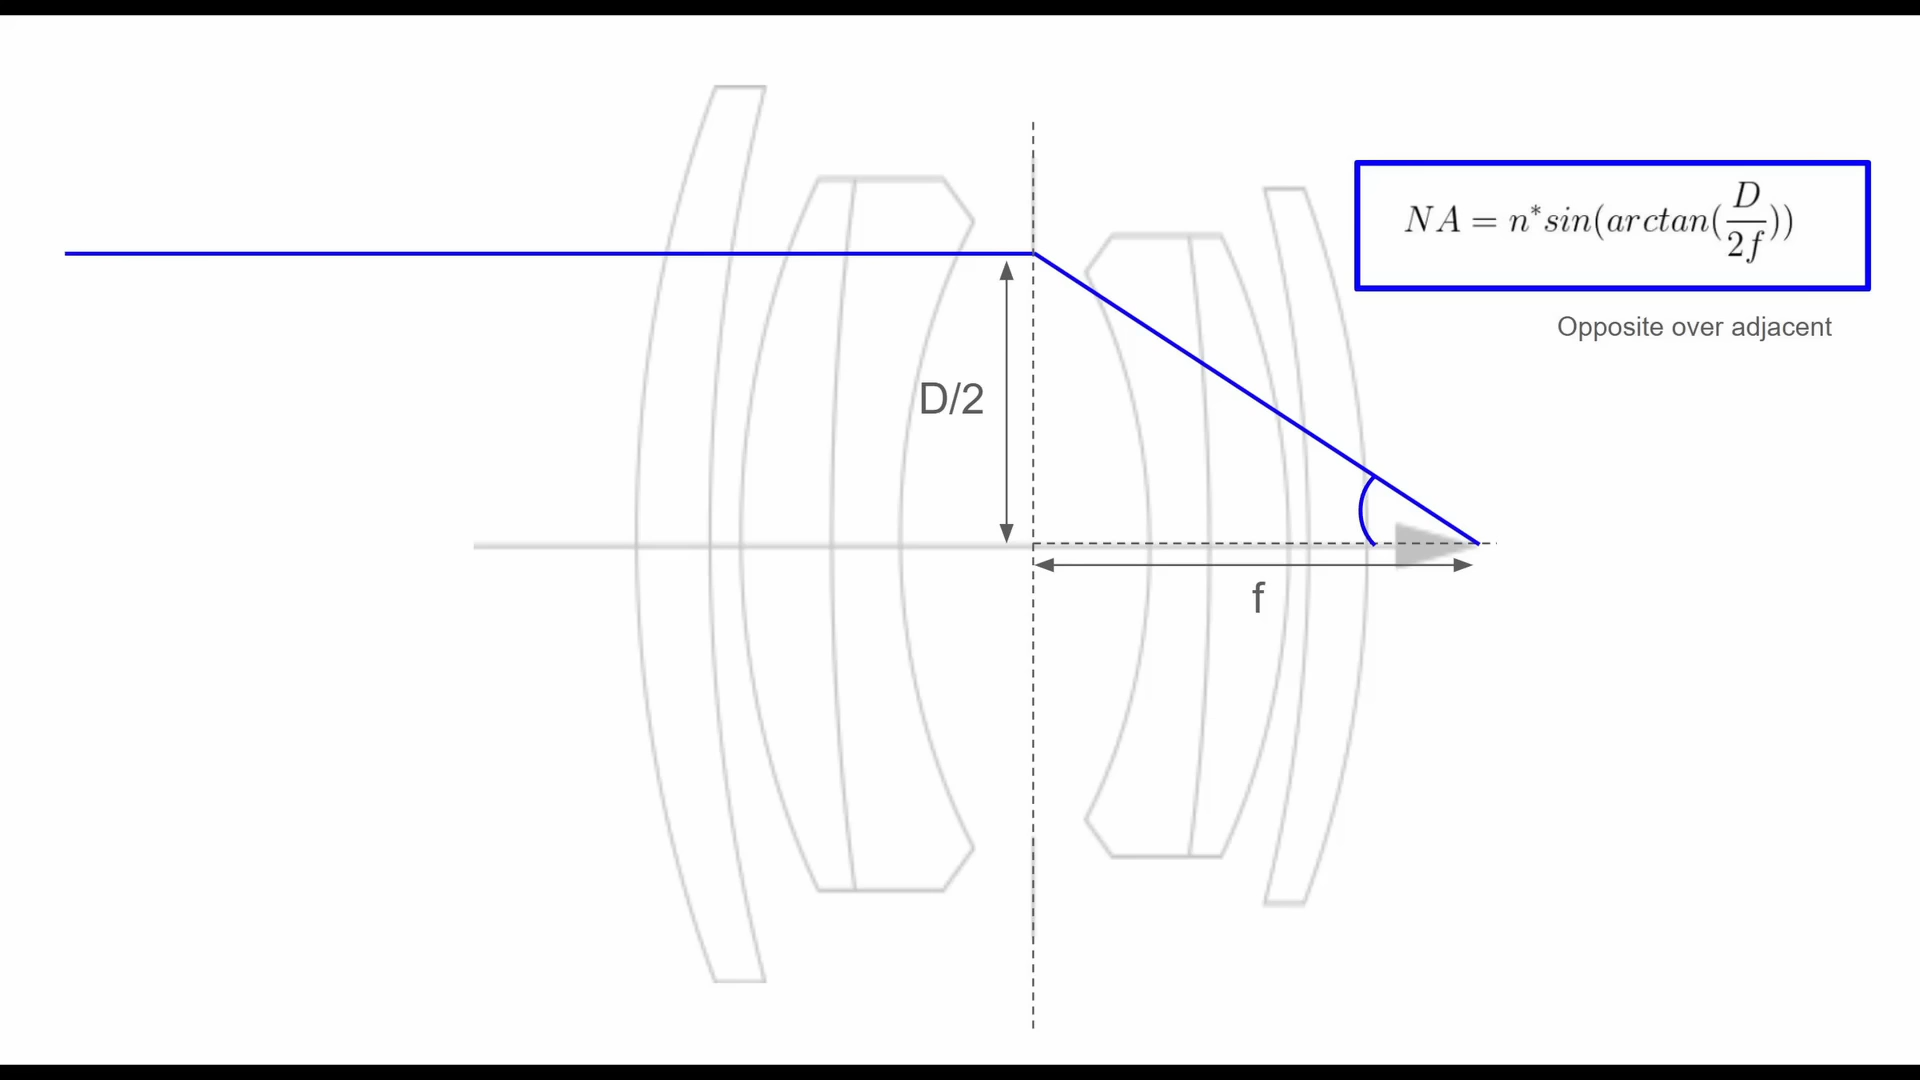 NA = n*sin(arctan(D/2f))
Opposite over adjacent
D/2
f